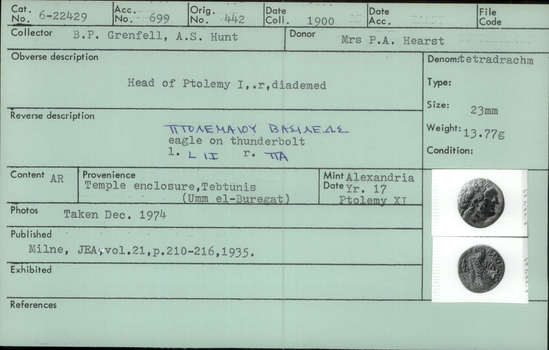 Cat. No. 6-22429 Acc. No. 699 Orig. No. 442 Date Coll. 1900 Date Acc. File Code
Collector B.P. Grenfell, A.S. Hunt Donor Mrs P.A. Hearst
Obverse description
Head of Ptolemy I,.r,diademed
Denom: tetradrachm
Type:
Size: 23mm
Weight: 13.77g
Condition:
Reverse description
ΠΤΟΛΕΜΑΙΟΥ ΒΑΣΙΛΕΩΣ
eagle on thunderbolt
l. L IΙ r. ΠΑ
Content AR Provenience Temple enclosure,Tebtunis (Umm el-Buregat) Mint Alexandria
Date Yr. 17
Ptolemy XI
Photos Taken Dec. 1974
Published
Milne, JEA,vol.21,p.210-216,1935.
Exhibited
References